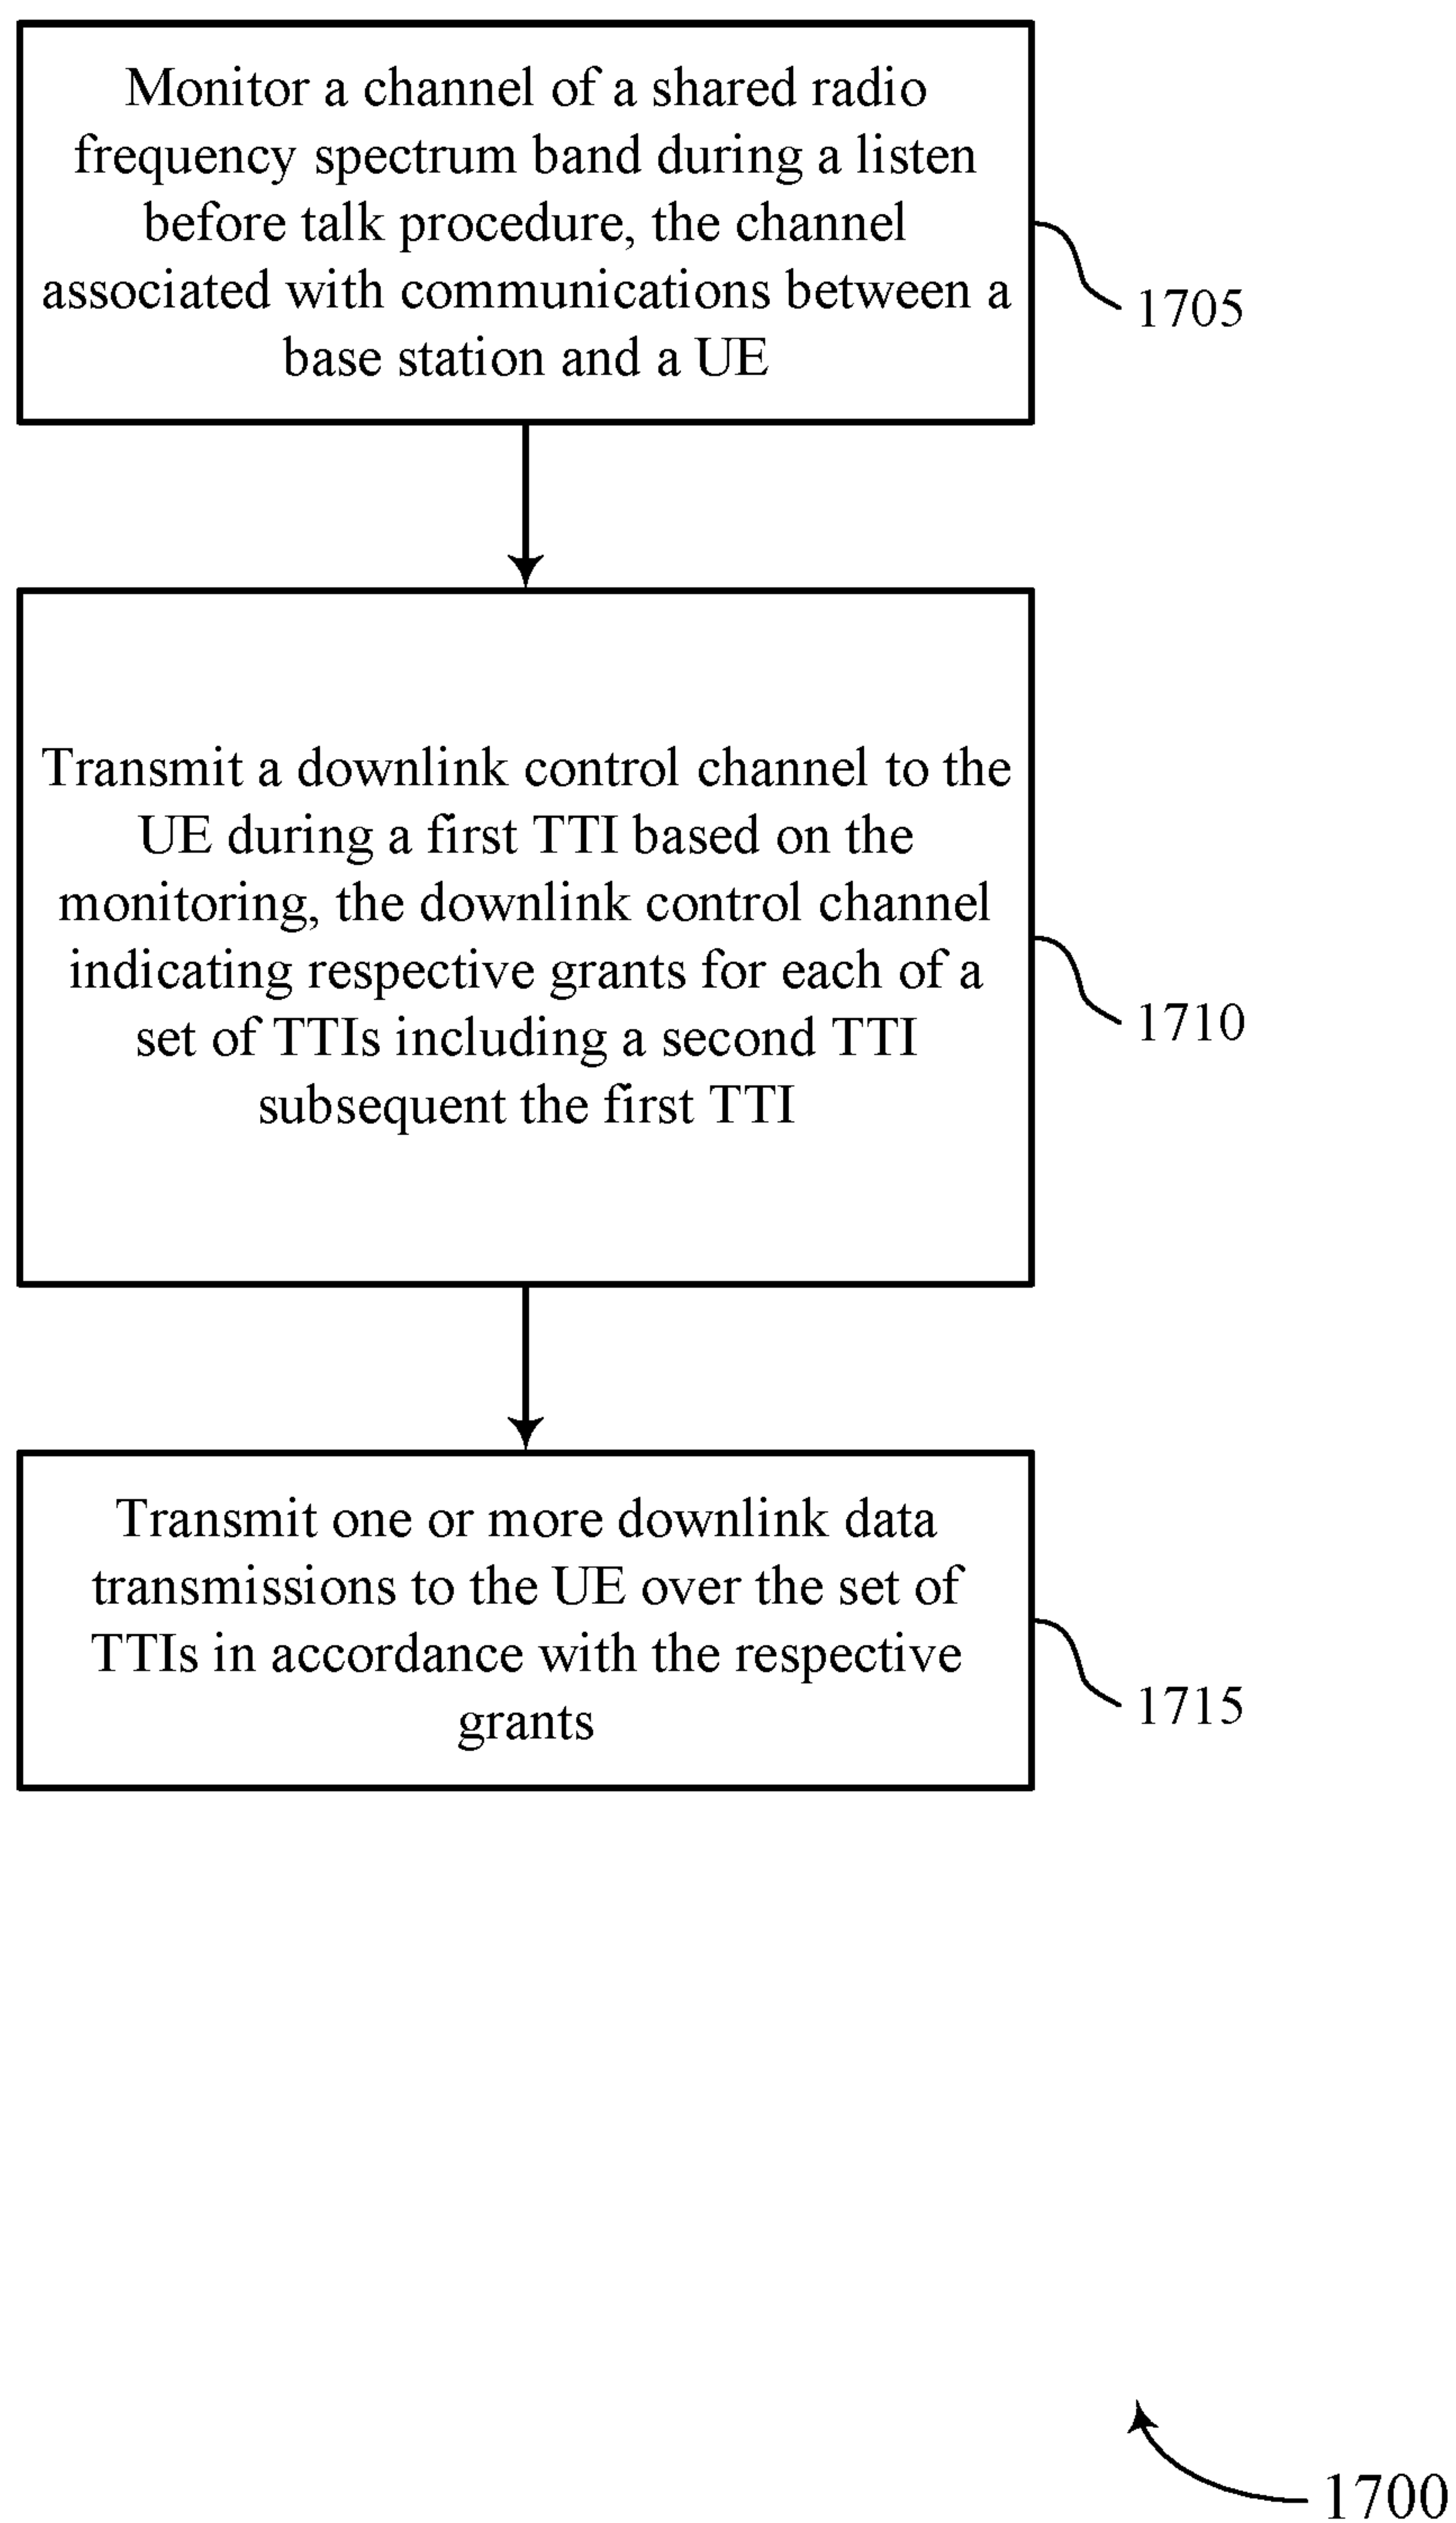 Monitor a channel of a shared radio
frequency spectrum band during a listen
before talk procedure, the channel
associated with communications between a
base station and a UE
1705
Transmit a downlink control channel to the
UE during a first TTI based on the
monitoring, the downlink control channel
indicating respective grants for each of a
set of TTIs including a second TTI
subsequent the first TTI
1710
Transmit one or more downlink data
transmissions to the UE over the set of
TTIs in accordance with the respective
grants
1715
1700